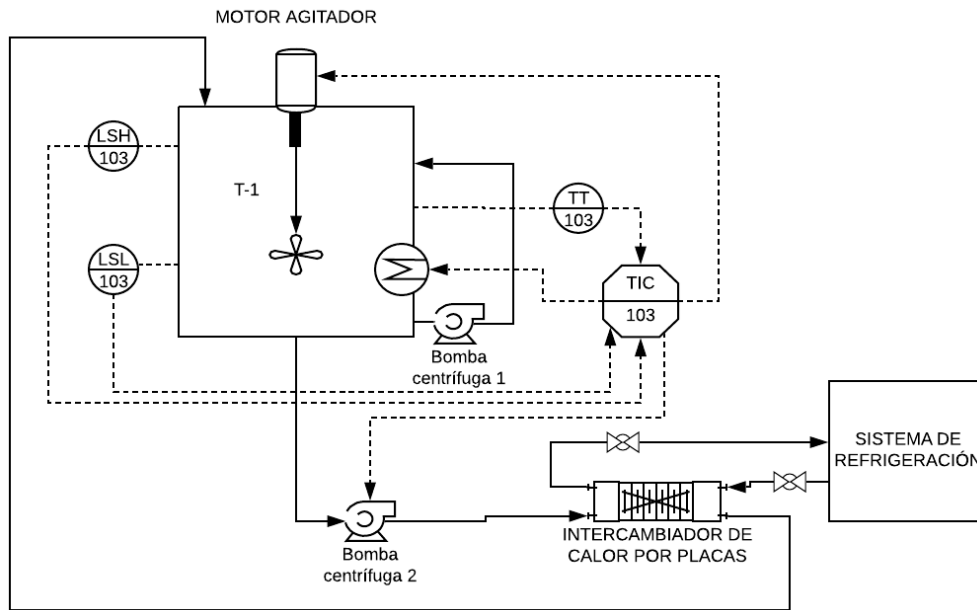 MOTOR AGITADOR
LSH
103
T-1
TT
103
LSL
103
TIC
103
Bomba
centrífuga 1
SISTEMA DE
REFRIGERACIÓN
INTERCAMBIADOR DE
CALOR POR PLACAS
Bomba
centrífuga 2